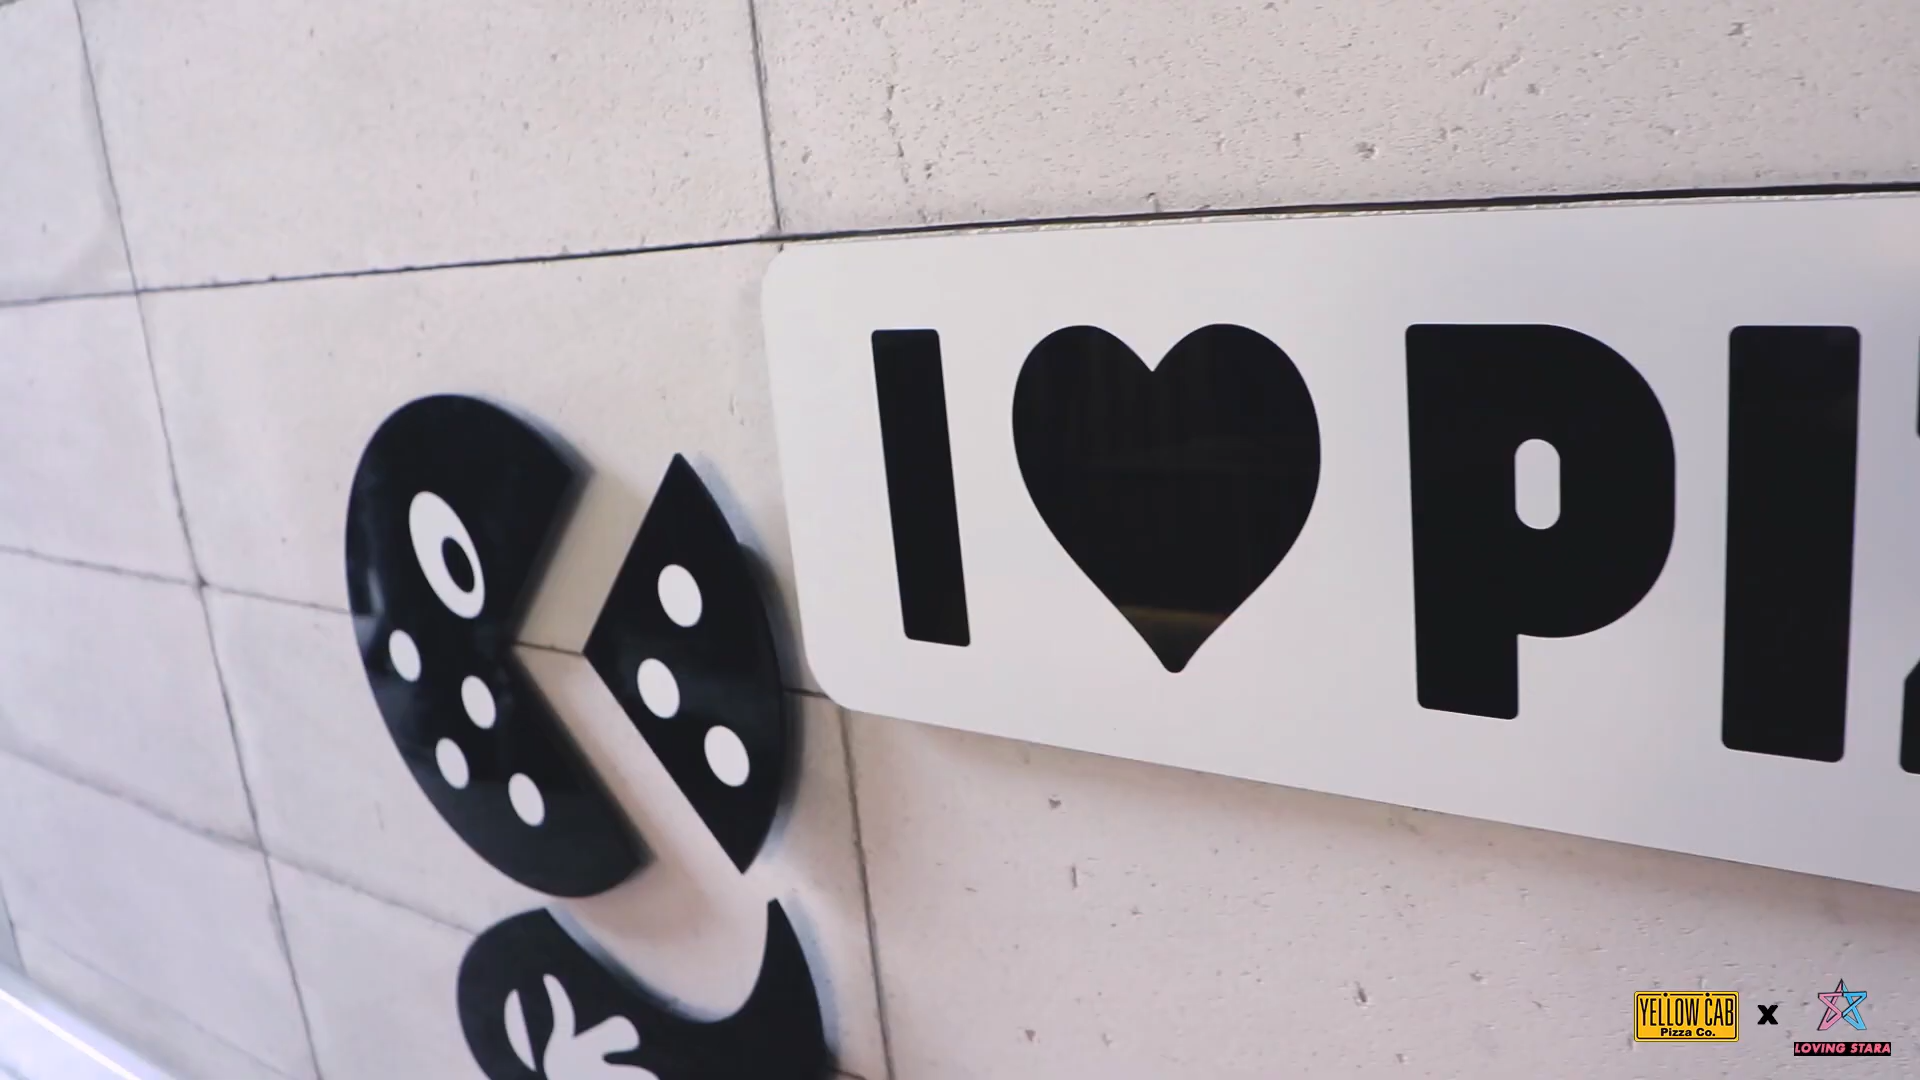 I ♥ PI
YELLOW CAB
Pizza Co.
X
LOVING STARA